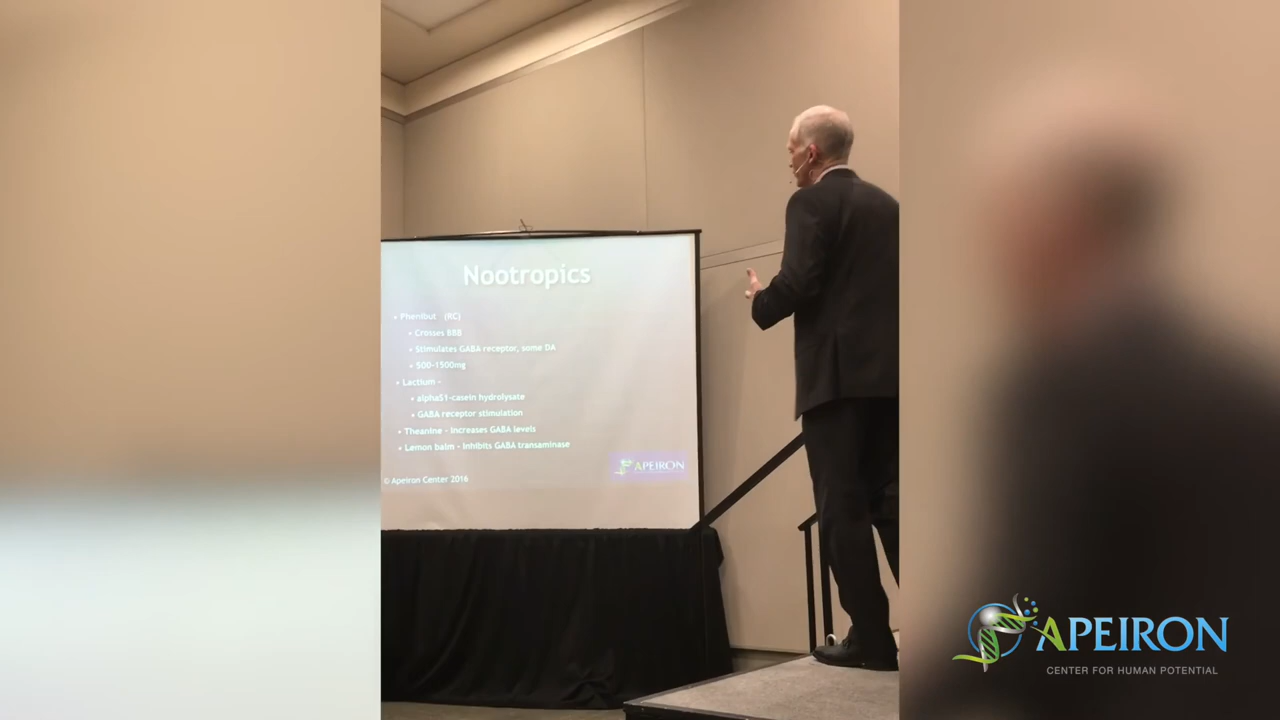 Nootropics
• Phenibut (RC)
• Crosses BBB
• Stimulates GABA receptor, some DA
• 500-1500mg
• Lactium -
• alphaS1-casein hydrolysate
• GABA receptor stimulation
• Theanine - increases GABA levels
• Lemon balm - inhibits GABA transaminase
APEIRON
© Apeiron Center 2016
APEIRON
CENTER FOR HUMAN POTENTIAL